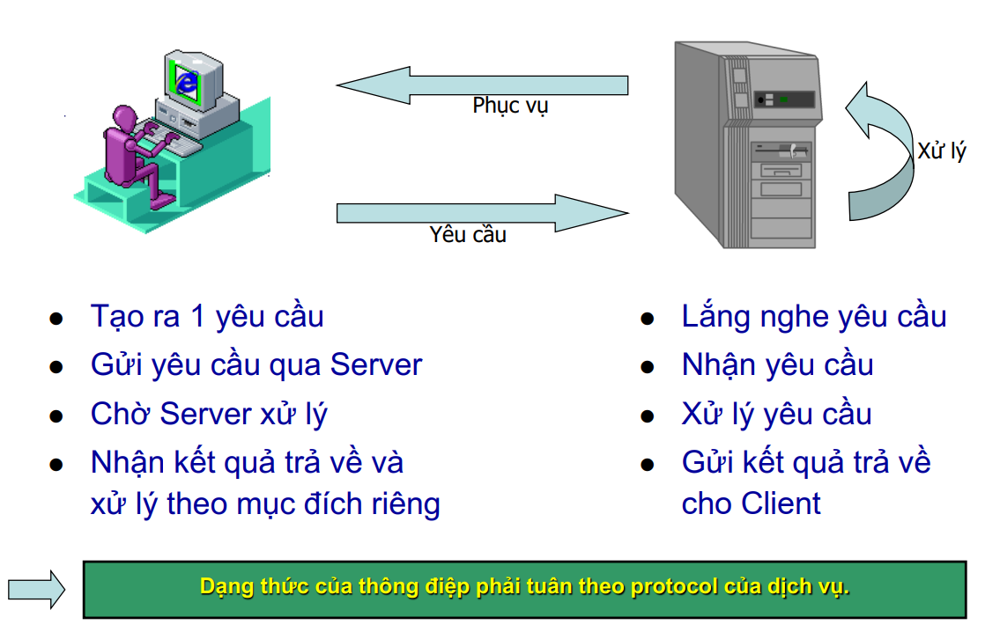 Phục vụ
Xử lý
Yêu cầu
● Tạo ra 1 yêu cầu
● Gửi yêu cầu qua Server
● Chờ Server xử lý
● Nhận kết quả trả về và
xử lý theo mục đích riêng
● Lắng nghe yêu cầu
● Nhận yêu cầu
● Xử lý yêu cầu
● Gửi kết quả trả về
cho Client
Dạng thức của thông điệp phải tuân theo protocol của dịch vụ.